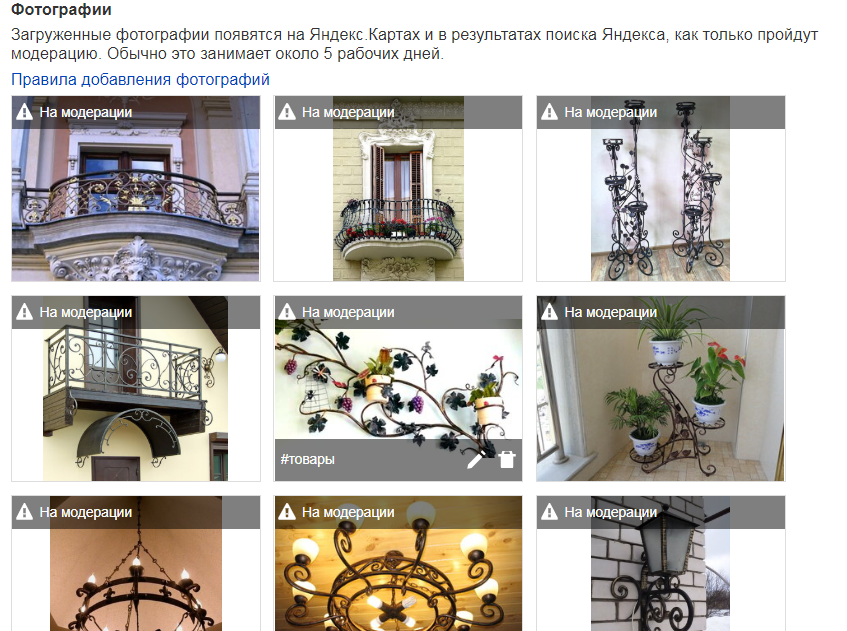 Фотографии
Загруженные фотографии появятся на Яндекс.Картах и в результатах поиска Яндекса, как только пройдут
модерацию. Обычно это занимает около 5 рабочих дней.
Правила добавления фотографий
На модерации
На модерации
На модерации
На модерации
На модерации
На модерации
#товары
На модерации
На модерации
На модерации